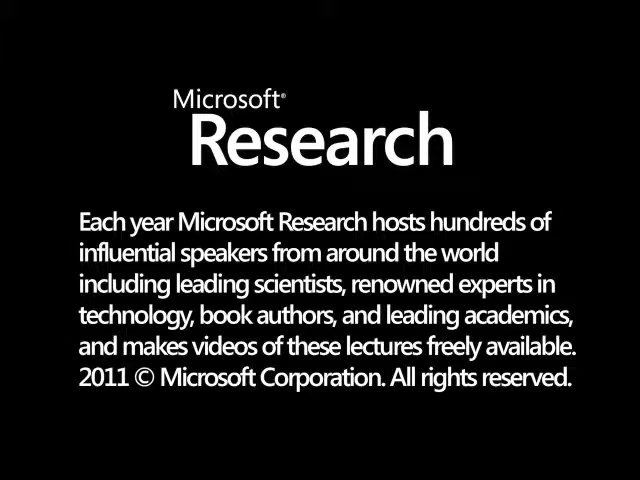 Microsoft®
Research
Each year Microsoft Research hosts hundreds of
influential speakers from around the world
including leading scientists, renowned experts in
technology, book authors, and leading academics,
and makes videos of these lectures freely available.
2011 © Microsoft Corporation. All rights reserved.